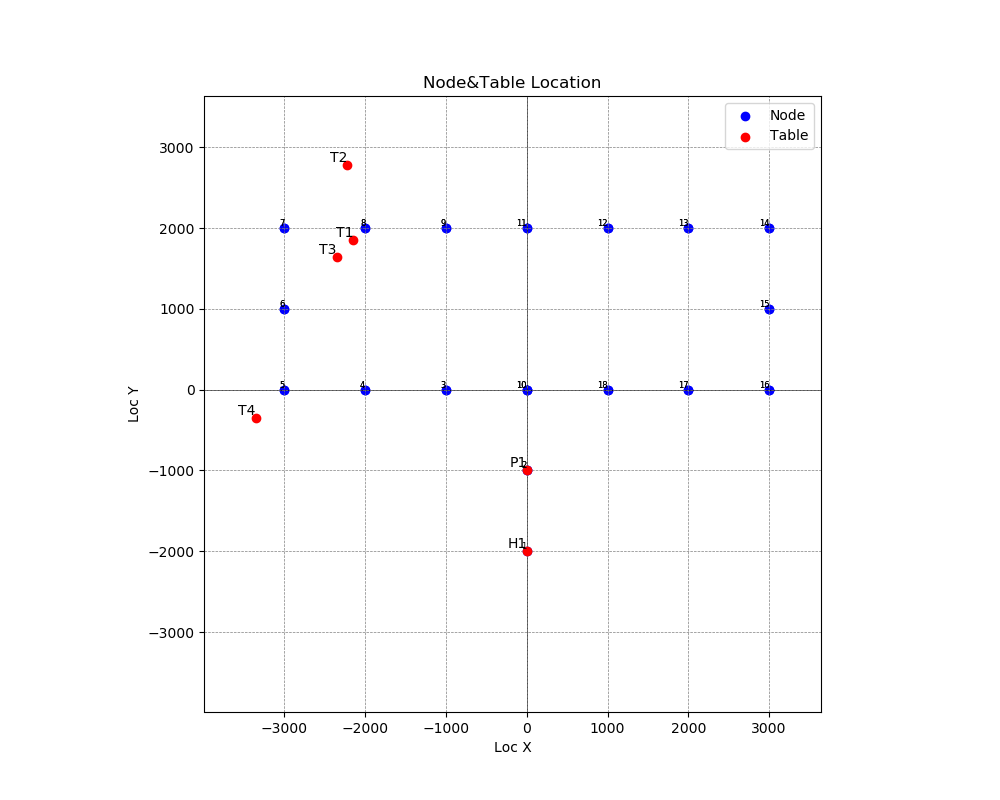 Node&Table Location
Node
Table
3000
T2
7 8 9 11 12 13 14
2000
T1
T3
6 15
1000
5 4 3 10 18 17 16
0
T4
P1 2
−1000
H1 1
−2000
−3000
Loc Y
−3000 −2000 −1000 0 1000 2000 3000
Loc X